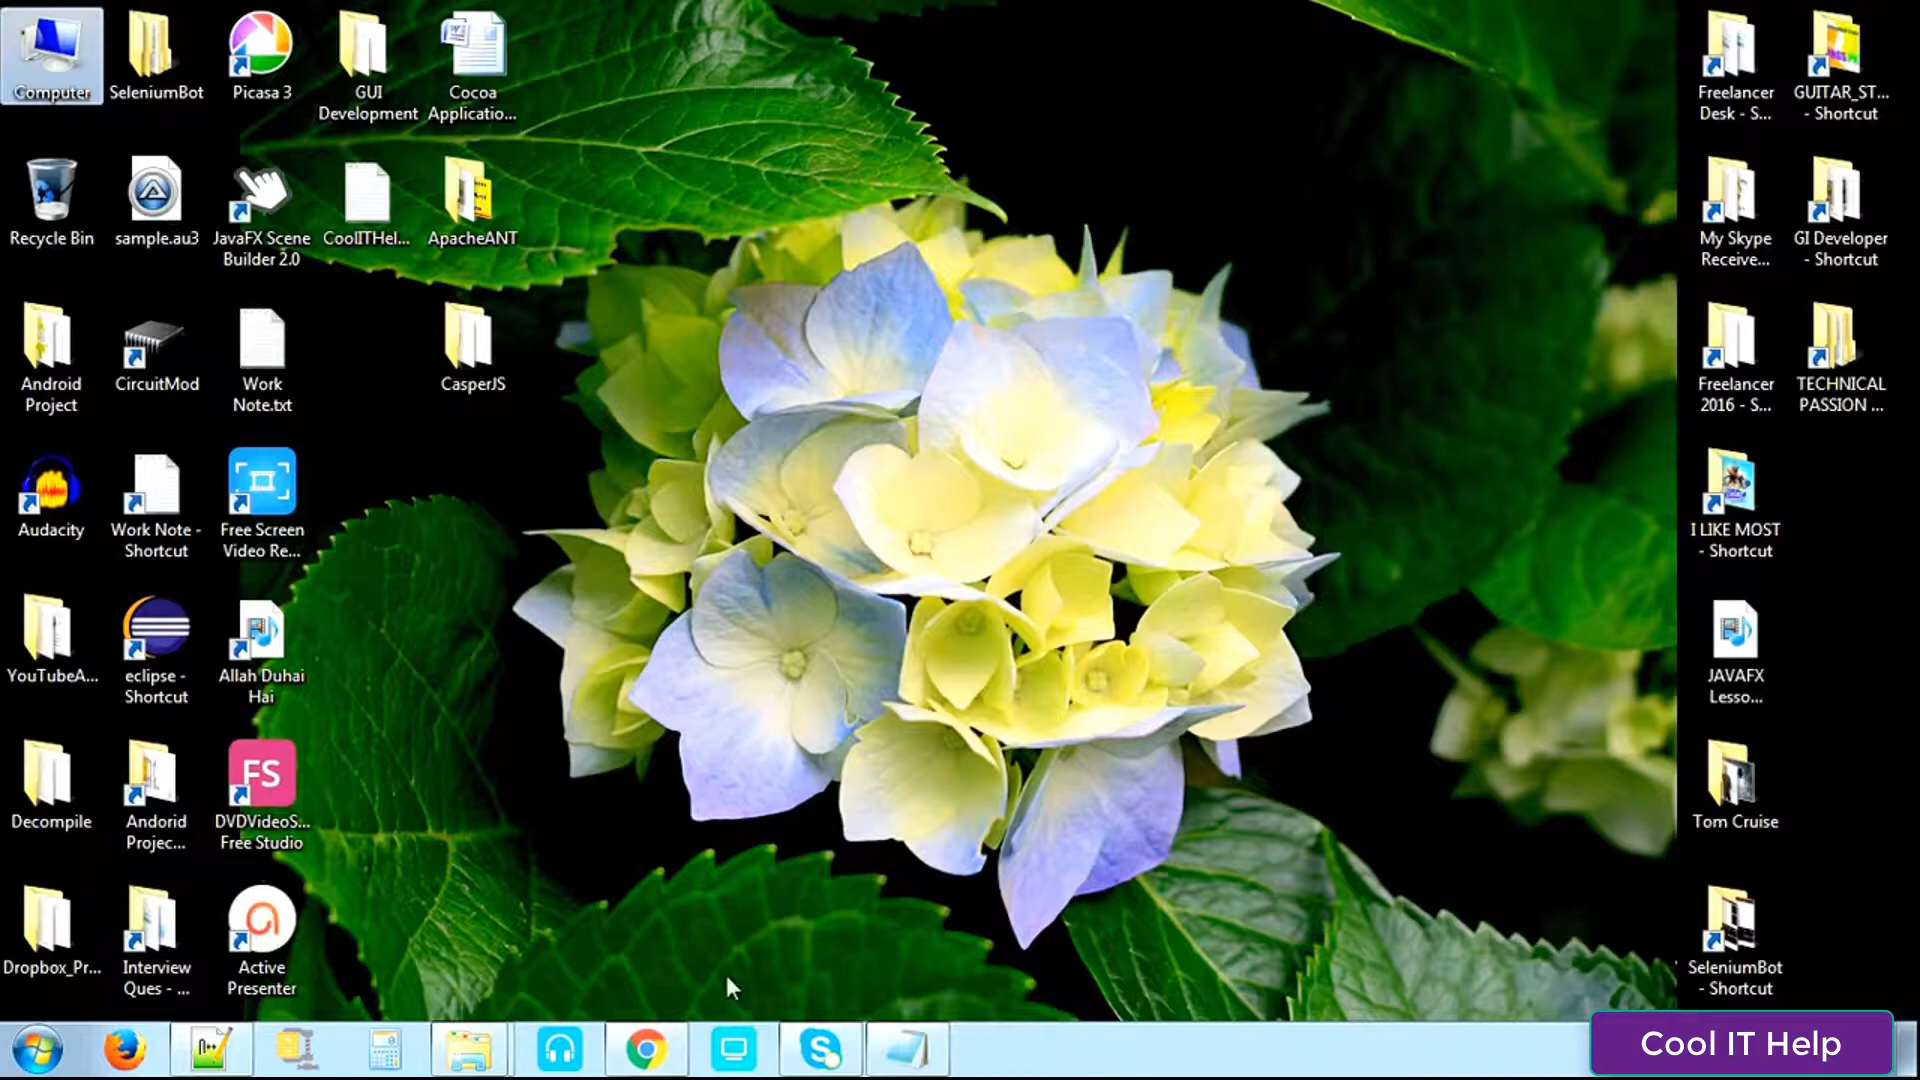 Computer
SeleniumBot
Picasa 3
GUI
Development
Cocoa
Applicatio...
Freelancer
Desk - S...
GUITAR_ST...
- Shortcut
Recycle Bin
sample.au3
JavaFX Scene
Builder 2.0
CoolITHel...
ApacheANT
My Skype
Receive...
GI Developer
- Shortcut
Android
Project
CircuitMod
Work
Note.txt
CasperJS
Freelancer
2016 - S...
TECHNICAL
PASSION ...
Audacity
Work Note -
Shortcut
Free Screen
Video Re...
I LIKE MOST
- Shortcut
YouTubeA...
eclipse -
Shortcut
Allah Duhai
Hai
JAVAFX
Lesso...
Decompile
Andorid
Projec...
FS
DVDVideoS...
Free Studio
Tom Cruise
Dropbox_Pr...
Interview
Ques - ...
Active
Presenter
SeleniumBot
- Shortcut
Cool IT Help